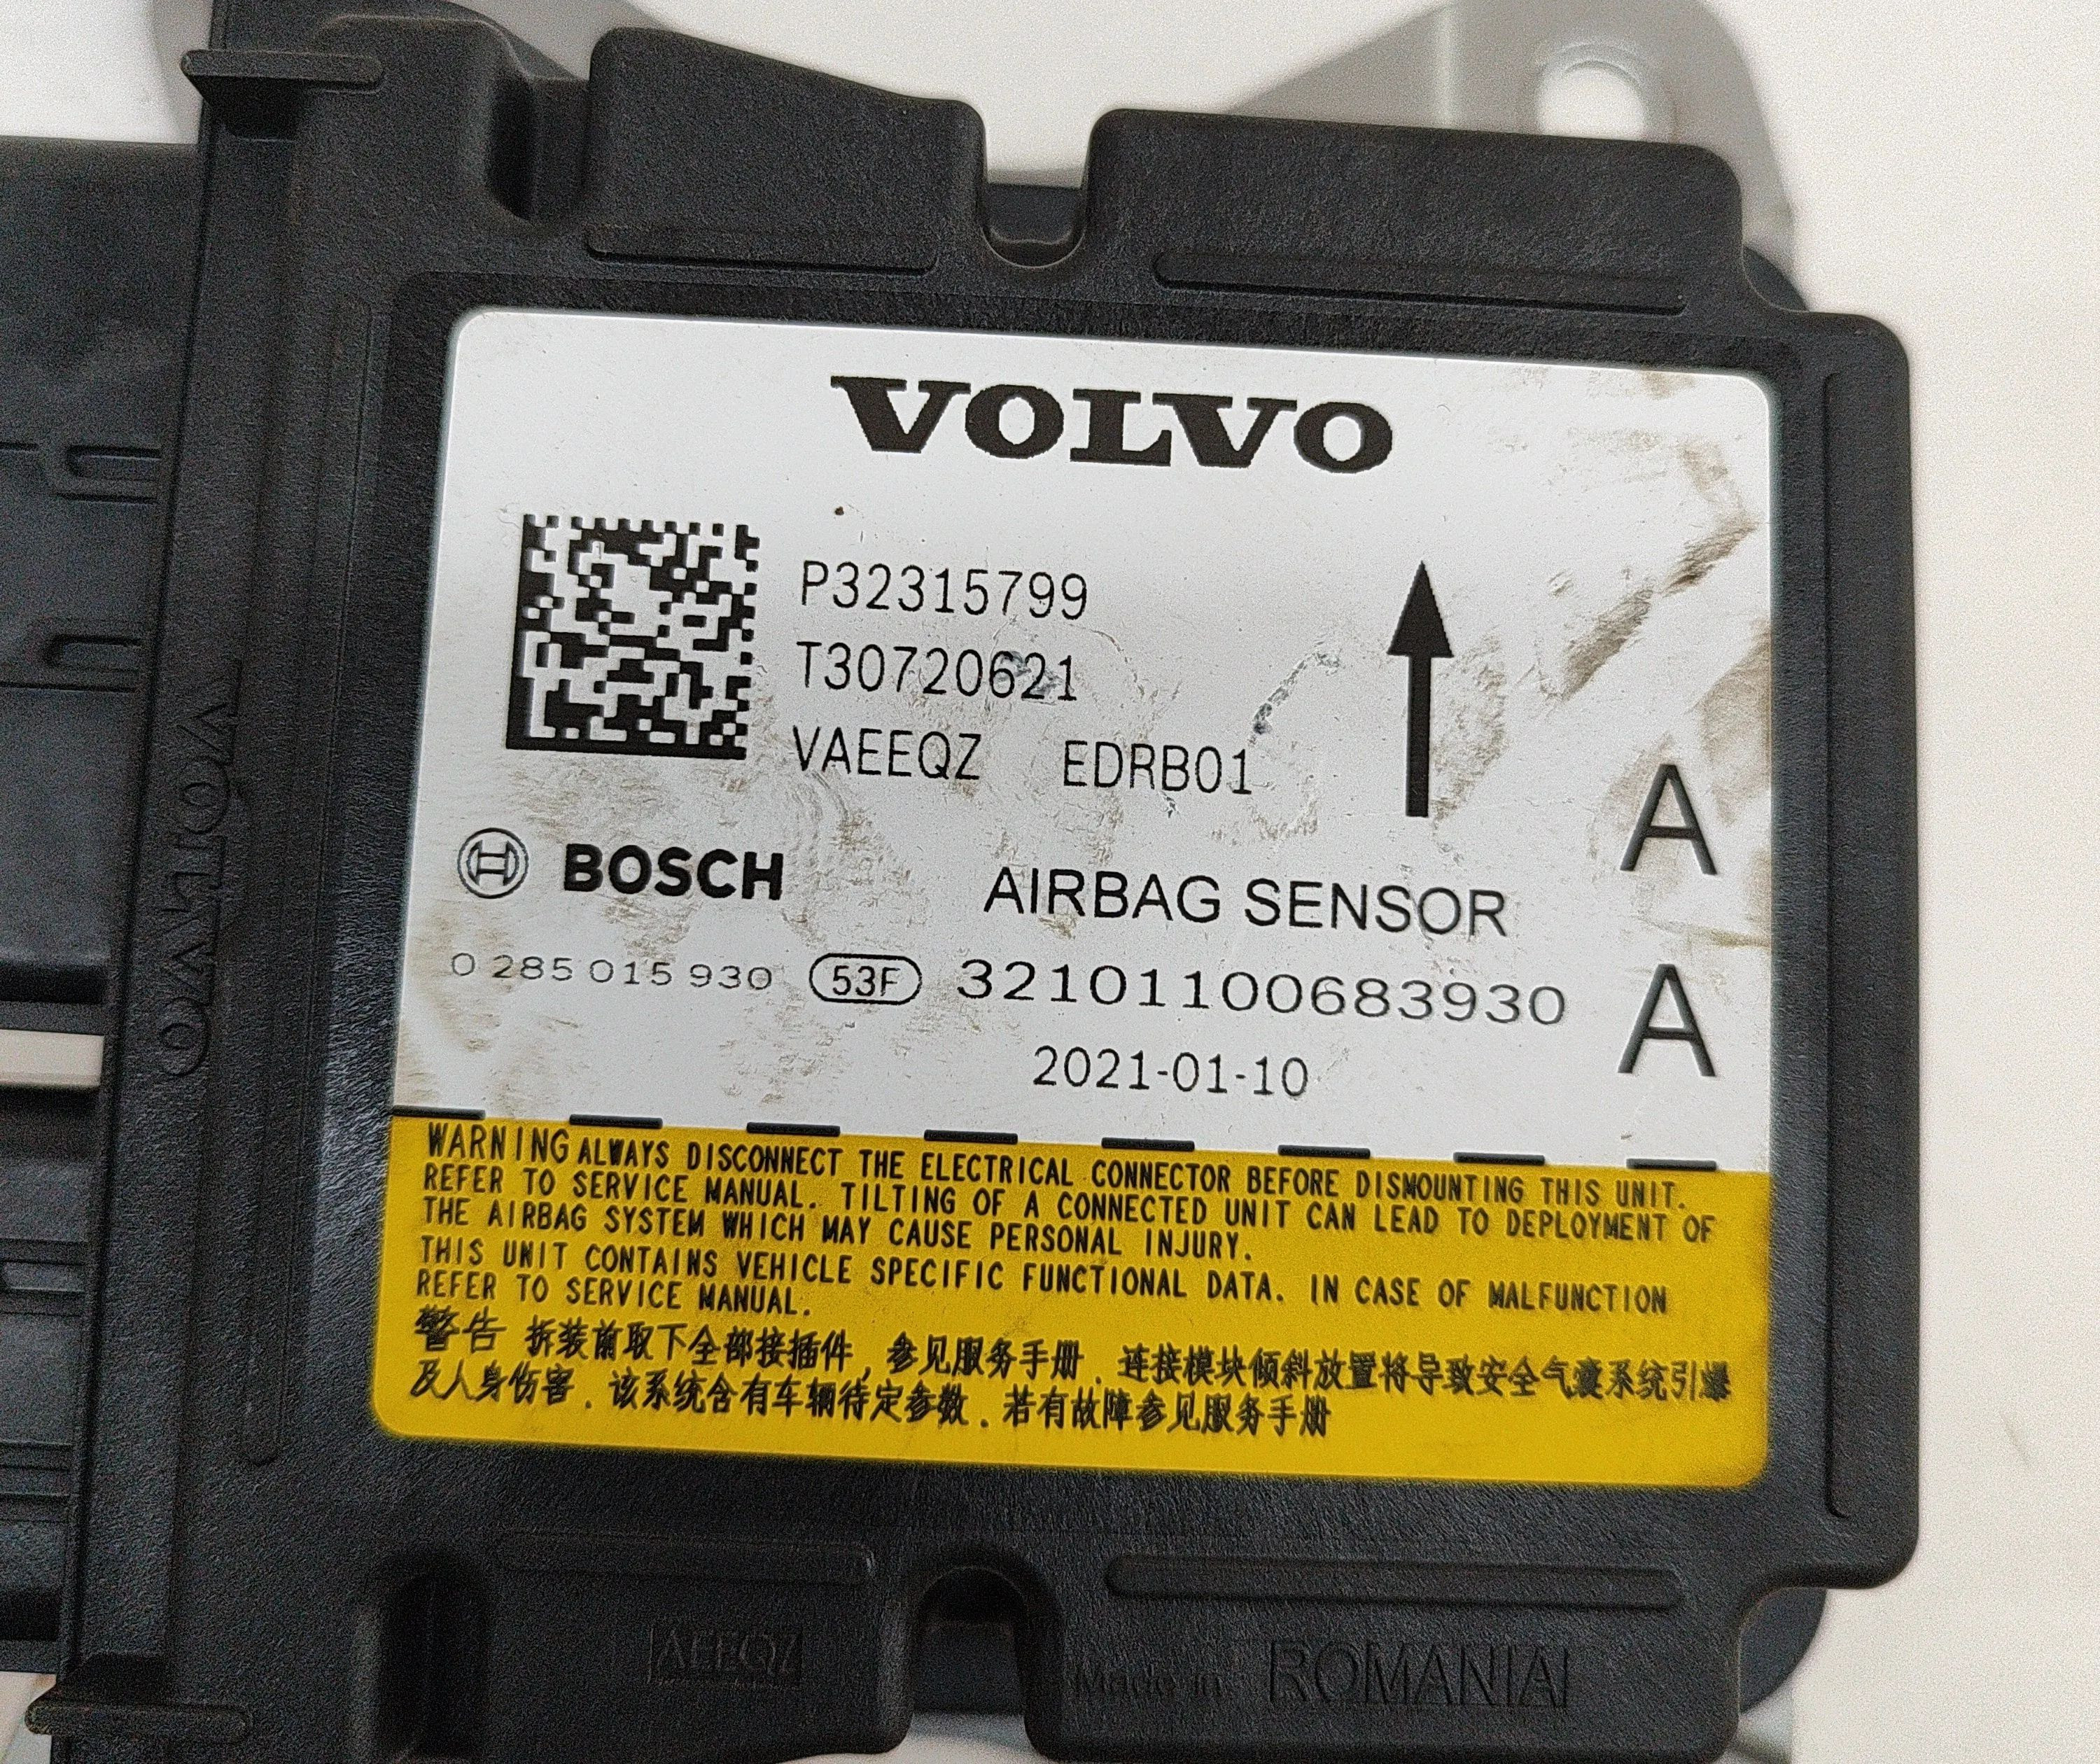 VOLVO
P32315799
T30720621
VAEEQZ EDRB01
A
BOSCH AIRBAG SENSOR
0 285 015 930 53F 32101100683930
A
2021-01-10
WARNING ALWAYS DISCONNECT THE ELECTRICAL CONNECTOR BEFORE DISMOUNTING THIS UNIT.
REFER TO SERVICE MANUAL. TILTING OF A CONNECTED UNIT CAN LEAD TO DEPLOYMENT OF
THE AIRBAG SYSTEM WHICH MAY CAUSE PERSONAL INJURY.
THIS UNIT CONTAINS VEHICLE SPECIFIC FUNCTIONAL DATA. IN CASE OF MALFUNCTION
REFER TO SERVICE MANUAL.
警告 拆装前取下全部接插件,参见服务手册.连接模块倾斜放置将导致安全气囊系统引爆
及人身伤害.该系统含有车辆待定参数.若有故障参见服务手册
VOLVO
AEEQZ
Made in ROMANIA